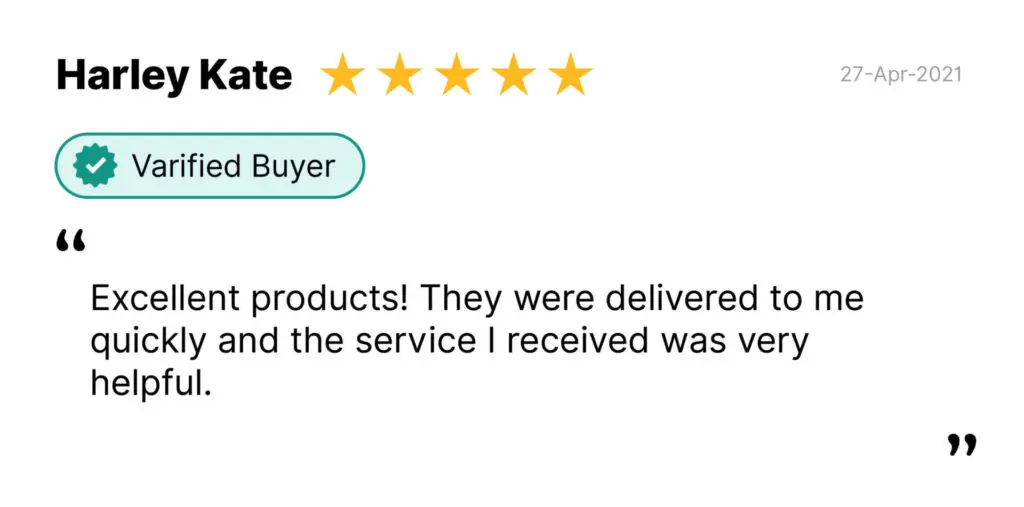 Harley Kate ★★★★★ 27-Apr-2021
Varified Buyer
“
Excellent products! They were delivered to me
quickly and the service I received was very
helpful.
”